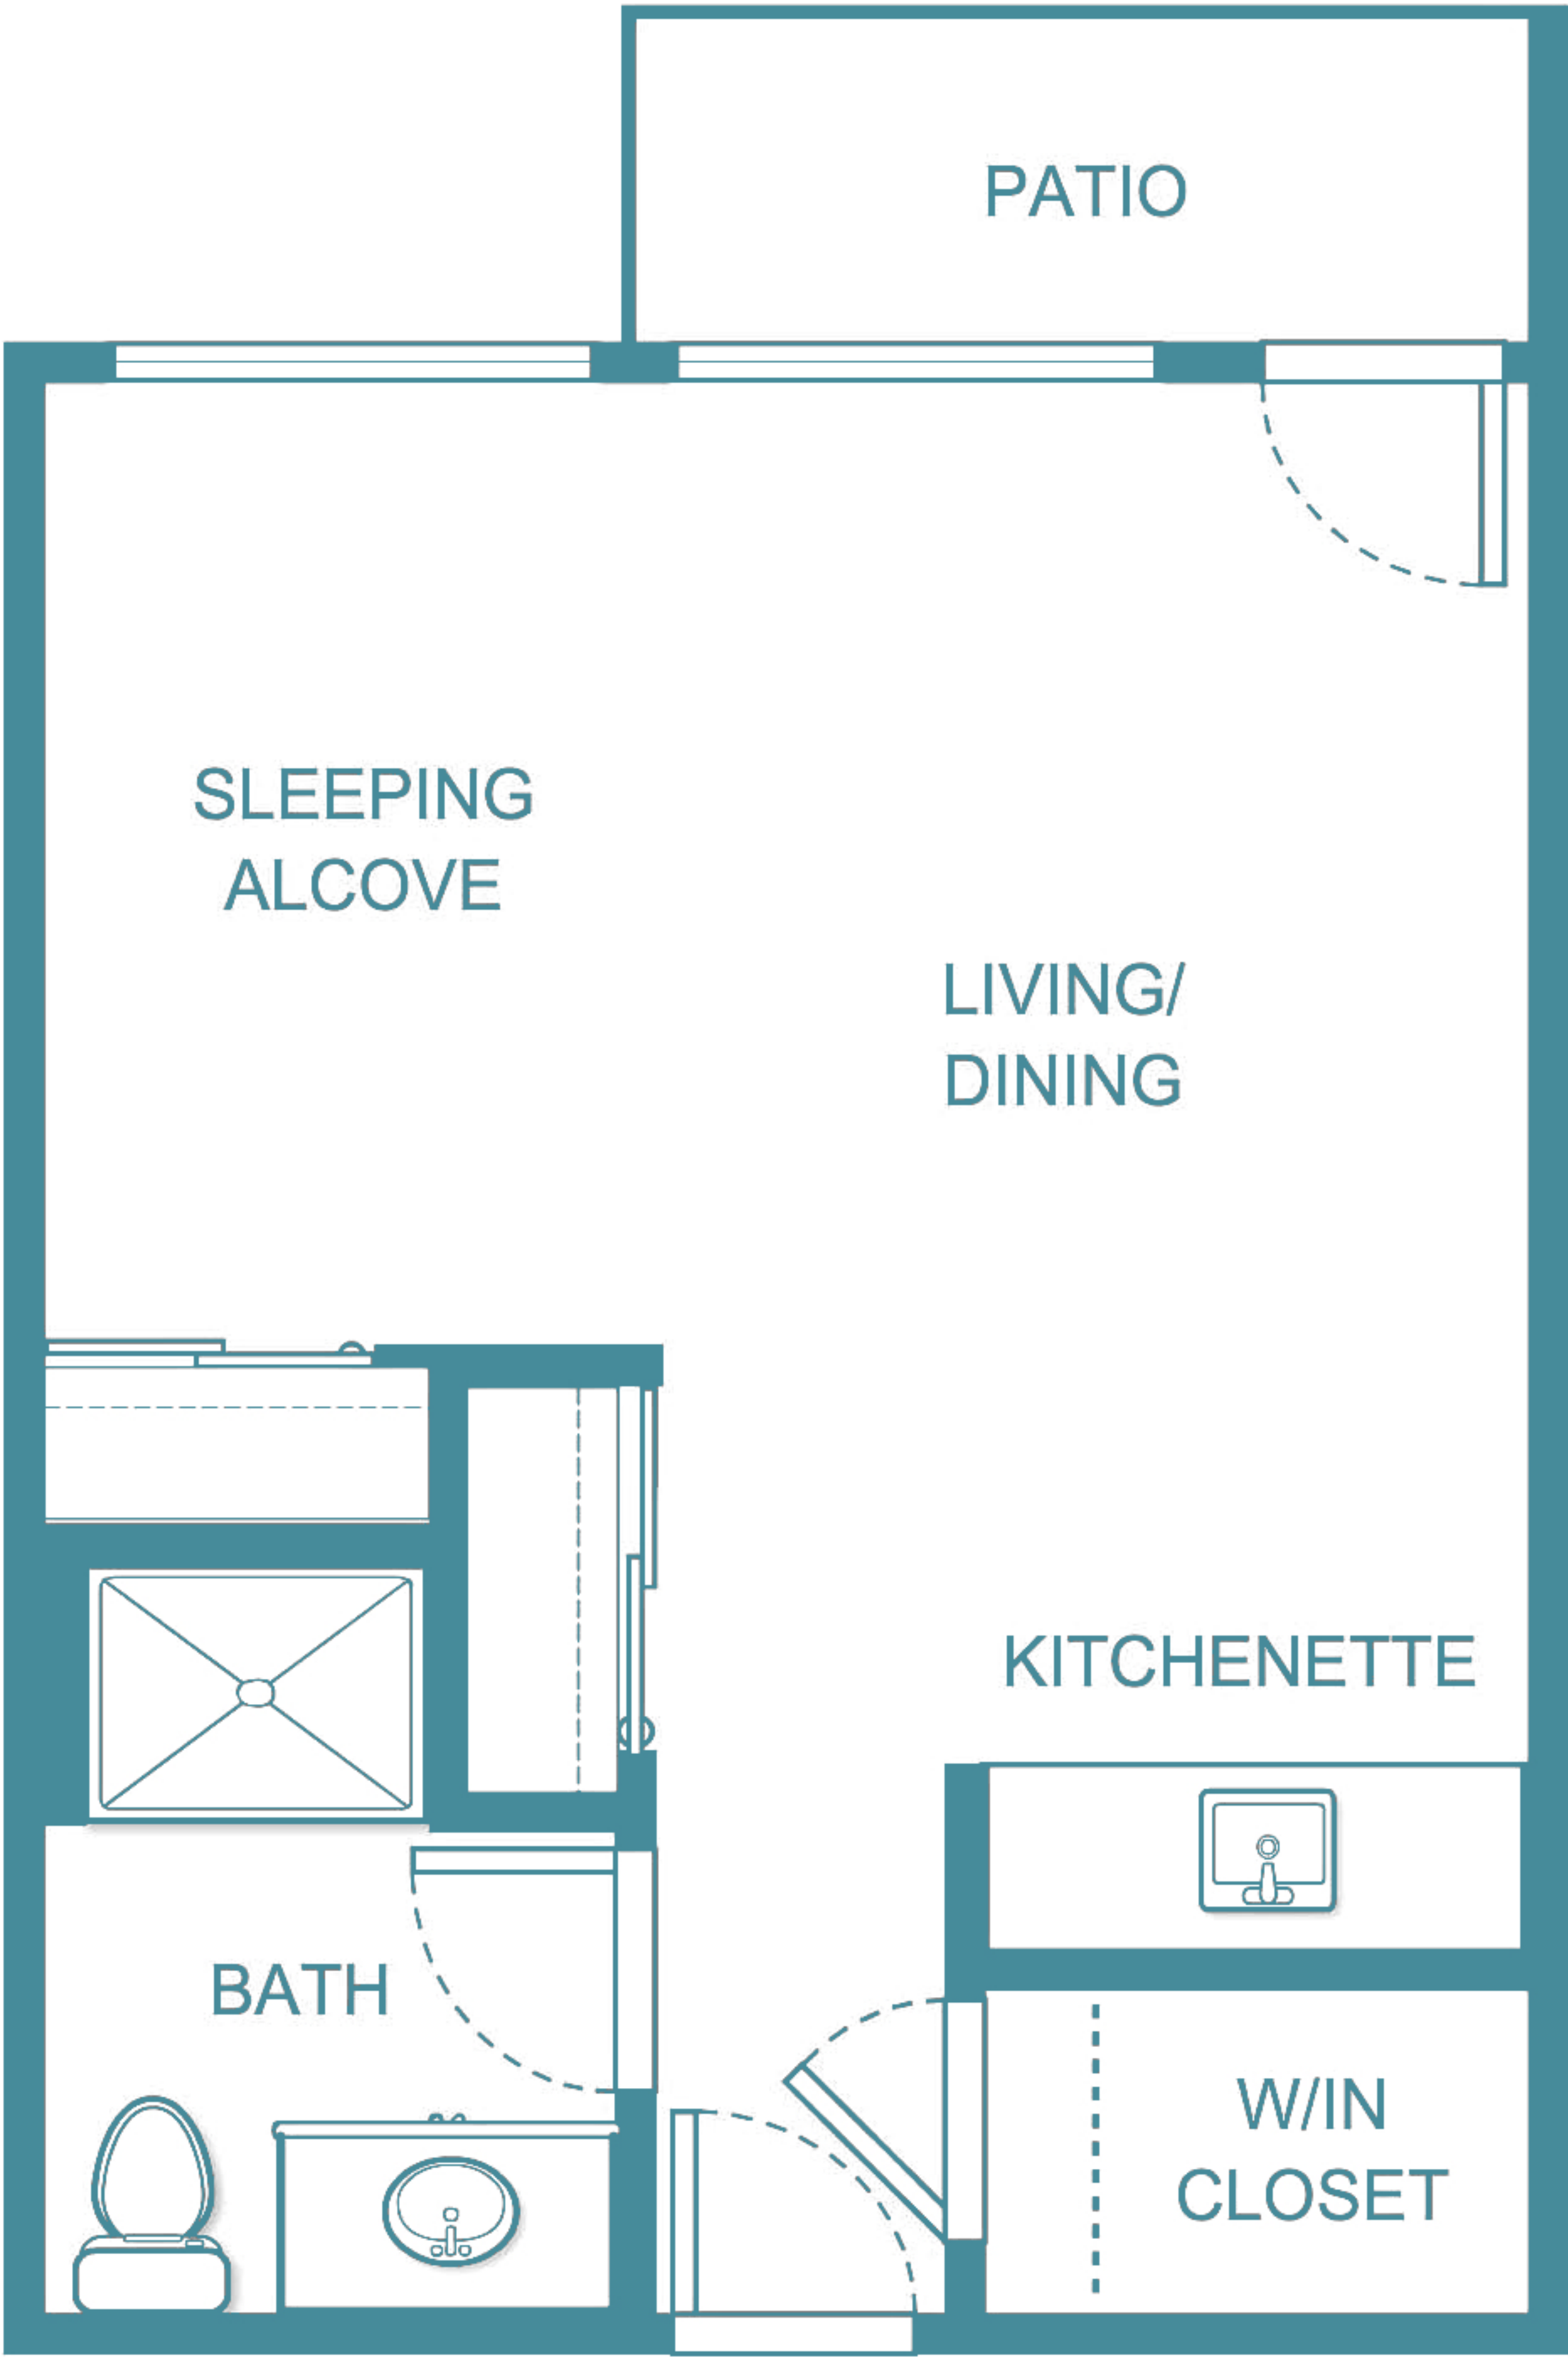 PATIO
SLEEPING
ALCOVE
LIVING/
DINING
KITCHENETTE
BATH
W/IN
CLOSET